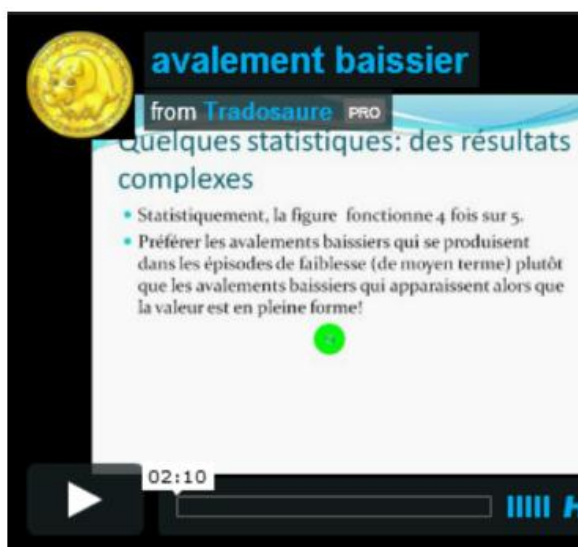 avalement baissier
from Tradosaure PRO
Quelques statistiques: des résultats
complexes
• Statistiquement, la figure fonctionne 4 fois sur 5.
• Préférer les avalements baissiers qui se produisent
dans les épisodes de faiblesse (de moyen terme) plutôt
que les avalements baissiers qui apparaissent alors que
la valeur est en pleine forme!
02:10